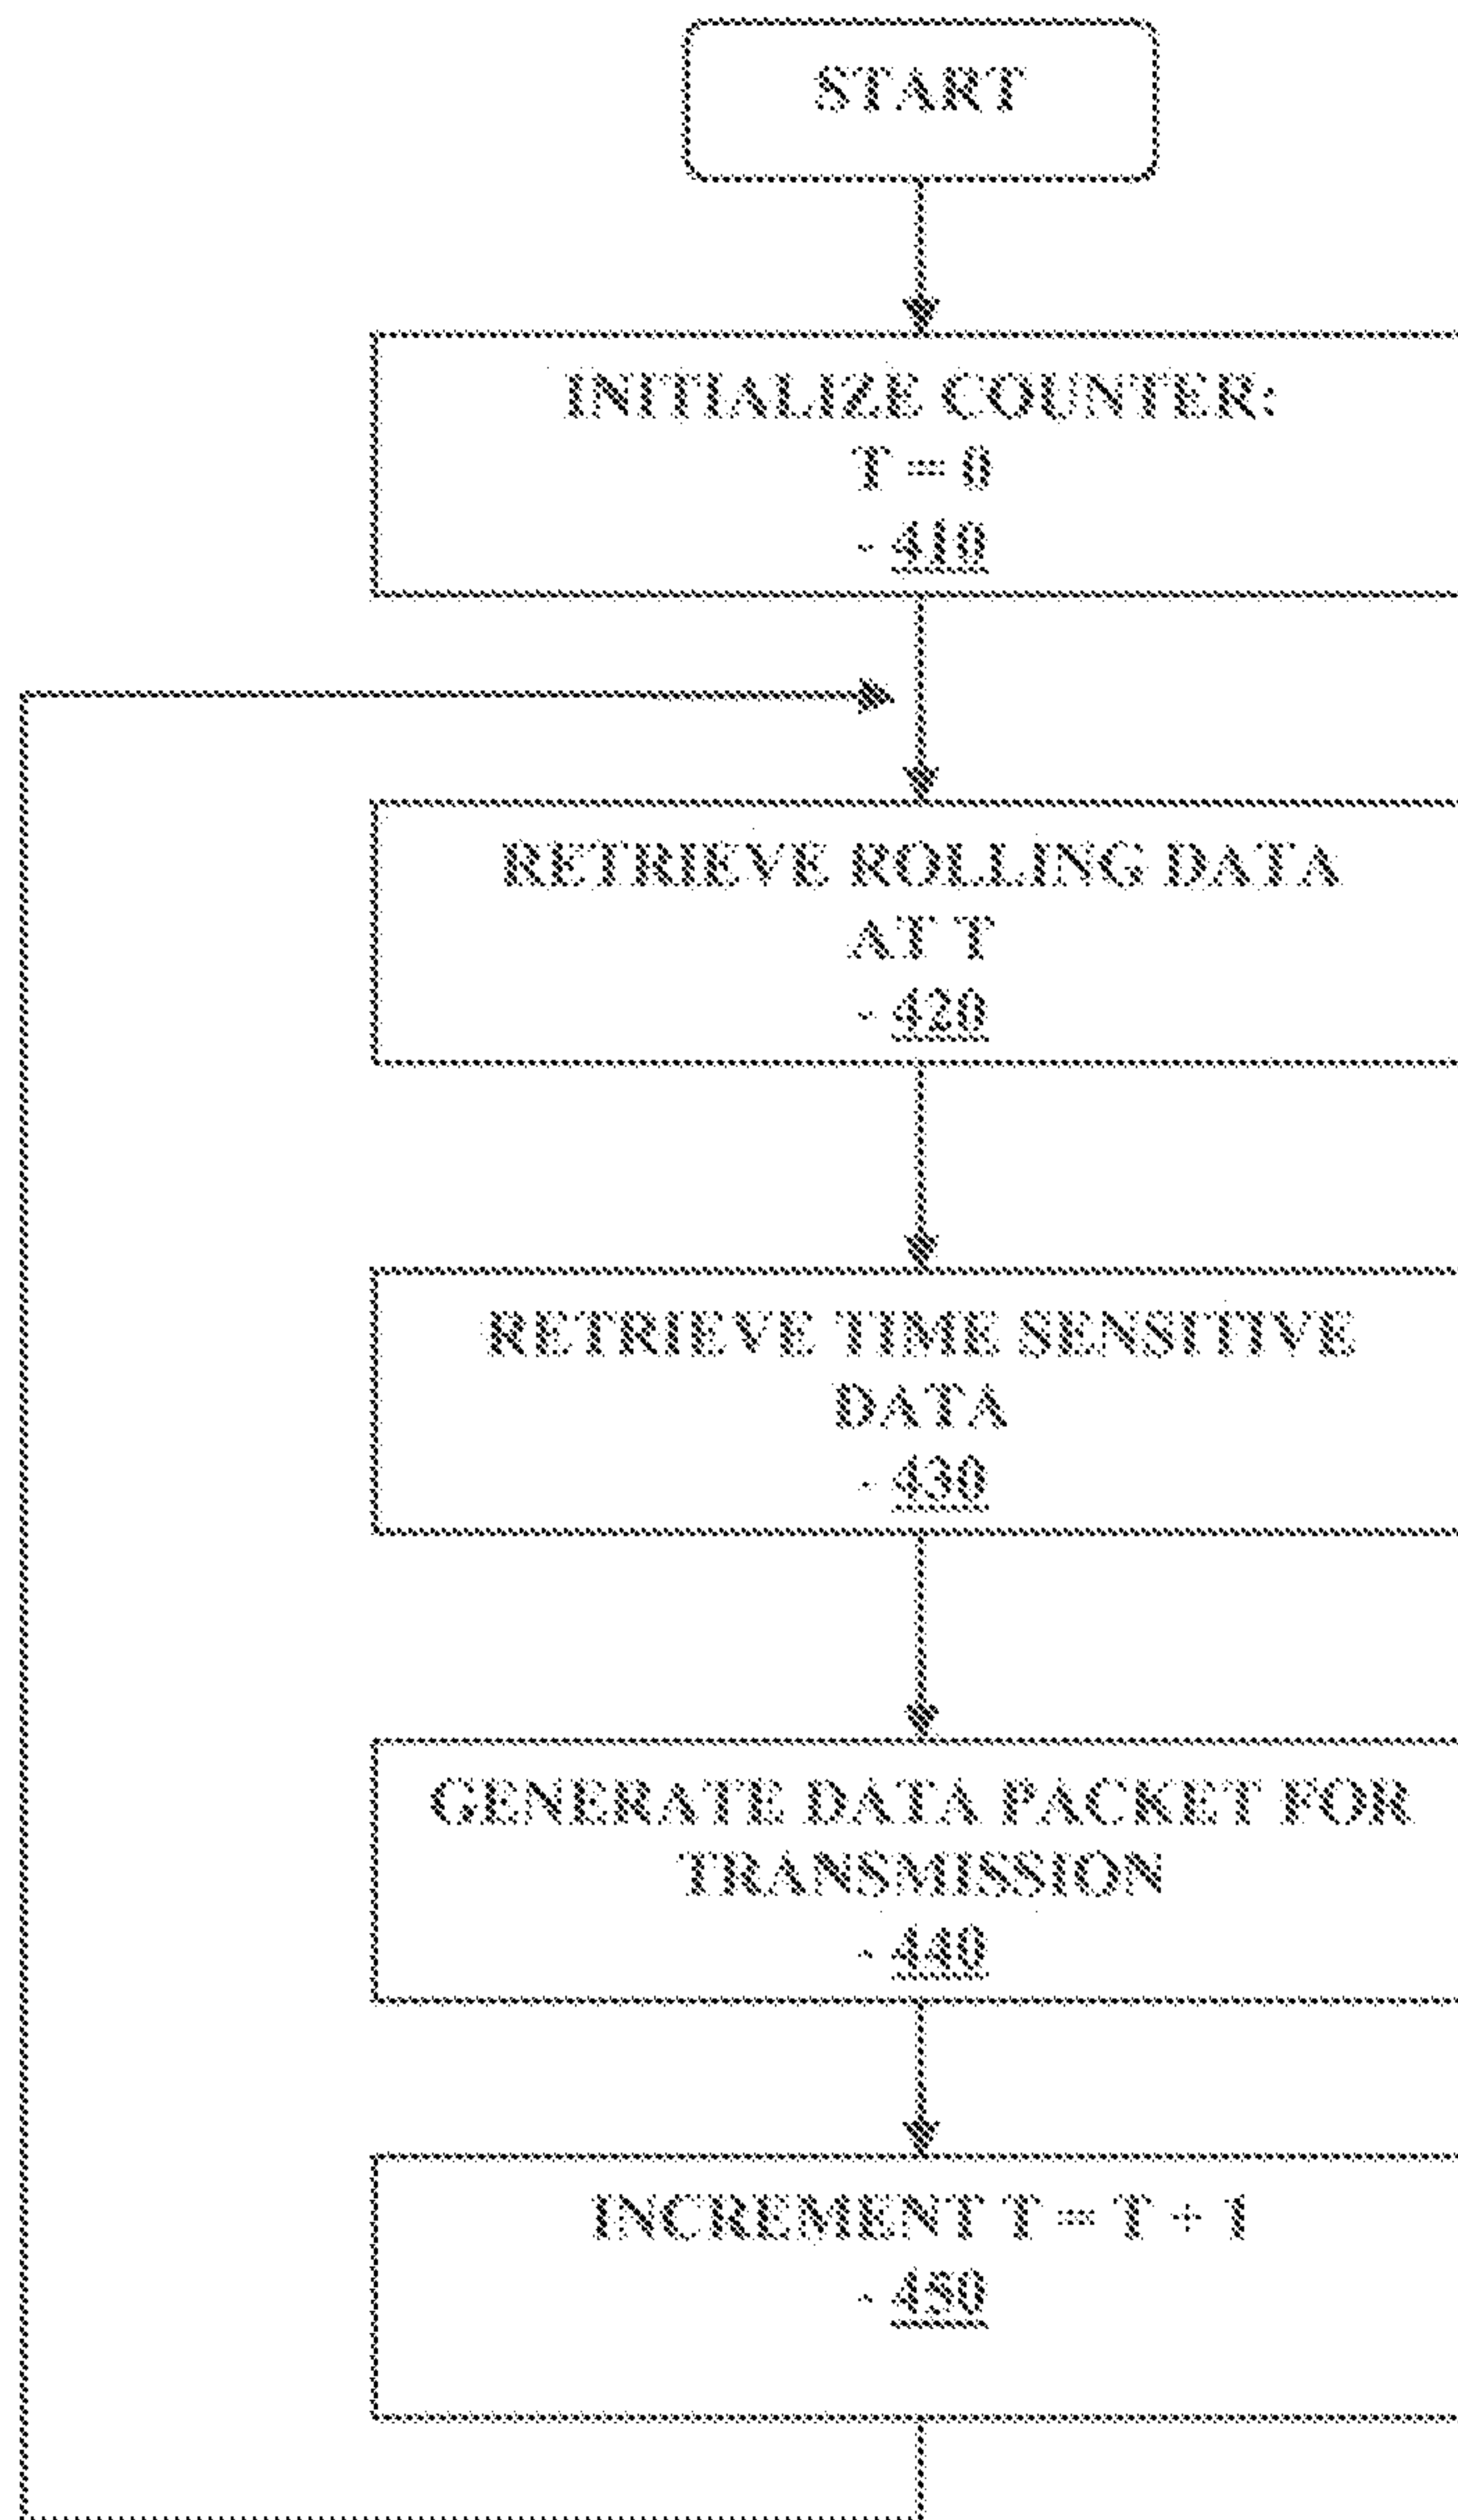 START
INITIALIZE COUNTER:
T = 0
- 410
RETRIEVE ROLLING DATA
AT T
- 420
RETRIEVE TIME SENSITIVE
DATA
- 430
GENERATE DATA PACKET FOR
TRANSMISSION
- 440
INCREMENT T = T + 1
- 450